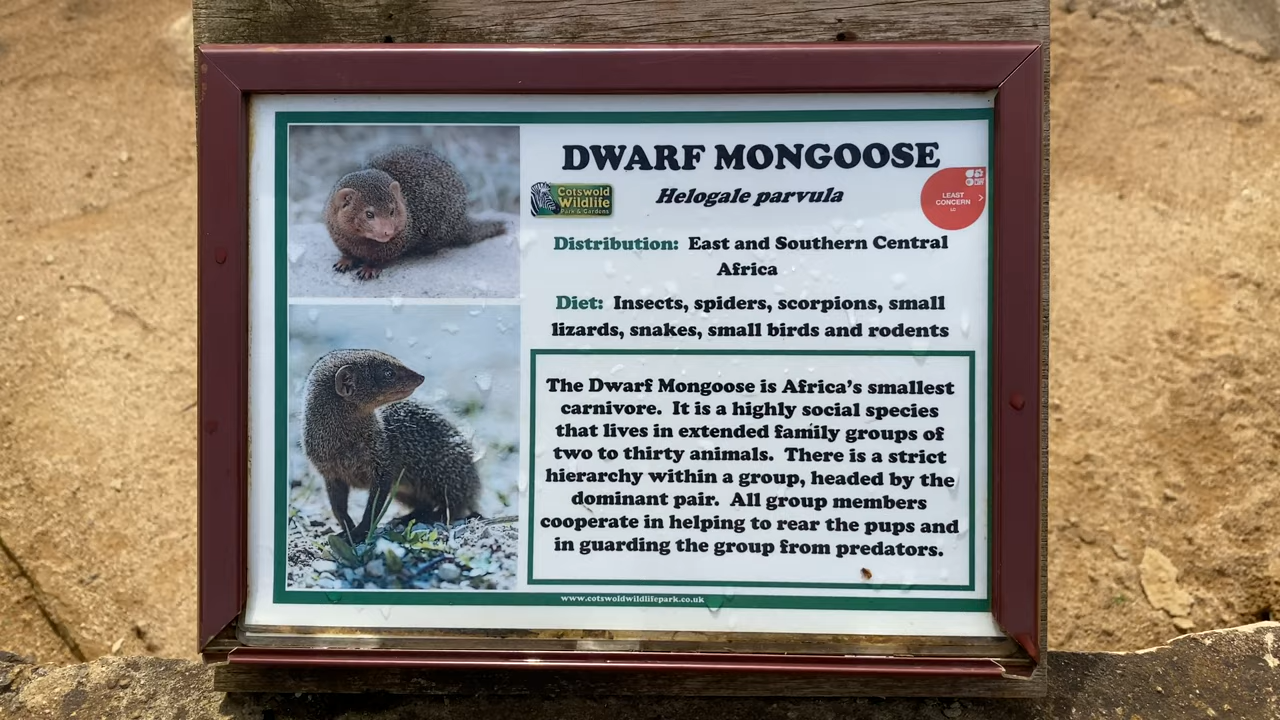 DWARF MONGOOSE
Helogale parvula
Cotswold
Wildlife
Park & Gardens
LEAST
CONCERN
LC
Distribution: East and Southern Central
Africa
Diet: Insects, spiders, scorpions, small
lizards, snakes, small birds and rodents
The Dwarf Mongoose is Africa's smallest
carnivore. It is a highly social species
that lives in extended family groups of
two to thirty animals. There is a strict
hierarchy within a group, headed by the
dominant pair. All group members
cooperate in helping to rear the pups and
in guarding the group from predators.
www.cotswoldwildlifepark.co.uk